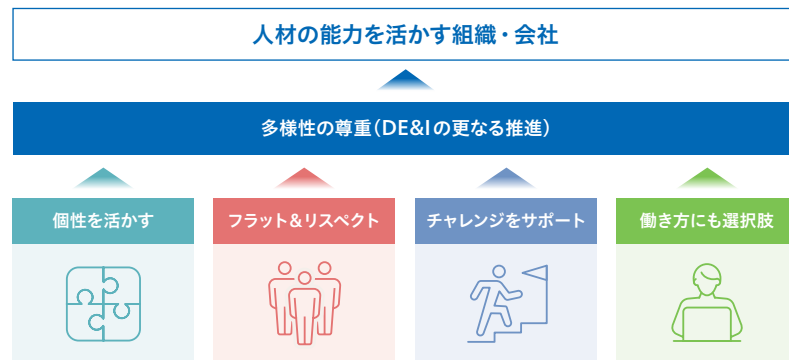 人材の能力を活かす組織・会社
多様性の尊重(DE&Iの更なる推進)
個性を活かす
フラット&リスペクト
チャレンジをサポート
働き方にも選択肢